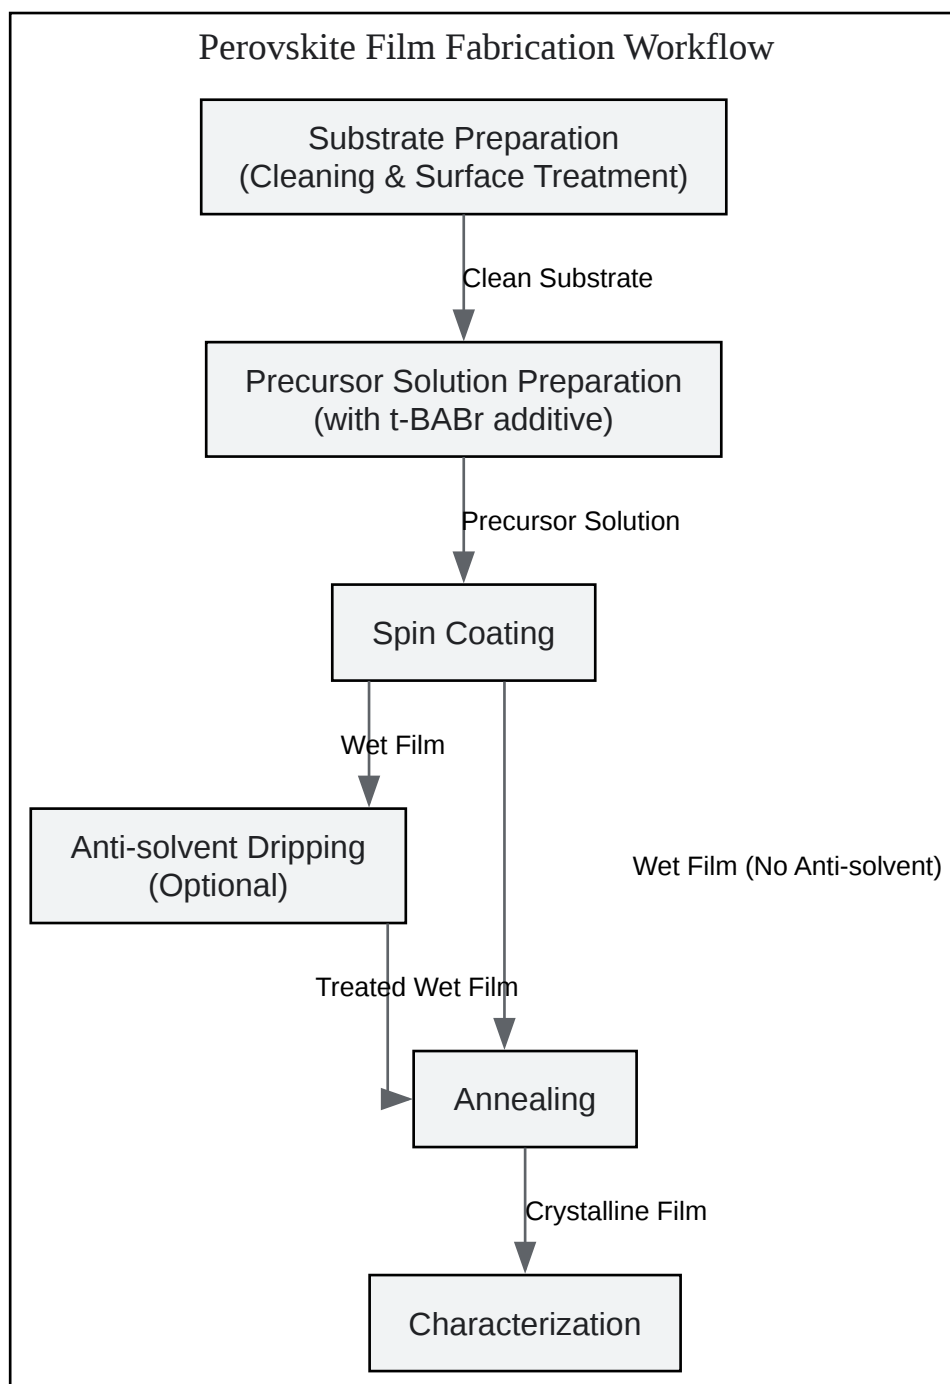 Perovskite Film Fabrication Workflow
Substrate Preparation
(Cleaning & Surface Treatment)
Clean Substrate
Precursor Solution Preparation
(with t-BABr additive)
Precursor Solution
Spin Coating
Wet Film
Anti-solvent Dripping
(Optional)
Wet Film (No Anti-solvent)
Treated Wet Film
Annealing
Crystalline Film
Characterization